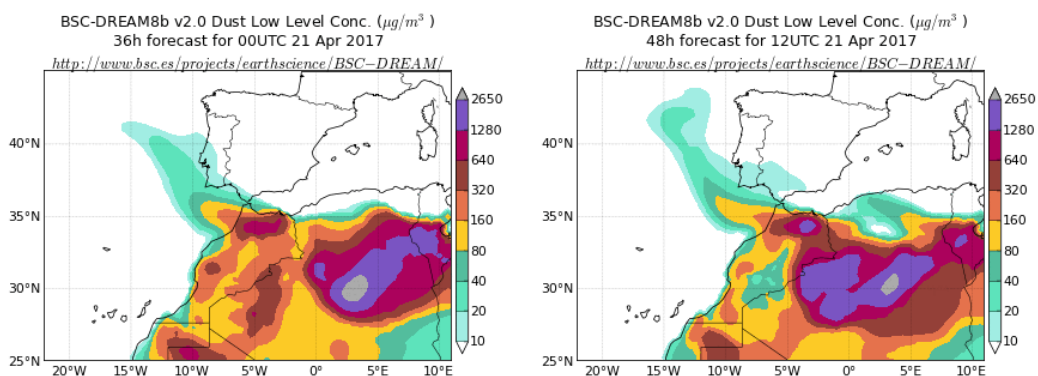 BSC-DREAM8b v2.0 Dust Low Level Conc. (μg/m³ )
36h forecast for 00UTC 21 Apr 2017
http://www.bsc.es/projects/earthscience/BSC−DREAM/
40°N
35°N
30°N
25°N
20°W
15°W
10°W
5°W
0°
5°E
10°E
2650
1280
640
320
160
80
40
20
10
BSC-DREAM8b v2.0 Dust Low Level Conc. (μg/m³ )
48h forecast for 12UTC 21 Apr 2017
http://www.bsc.es/projects/earthscience/BSC−DREAM/
40°N
35°N
30°N
25°N
20°W
15°W
10°W
5°W
0°
5°E
10°E
2650
1280
640
320
160
80
40
20
10